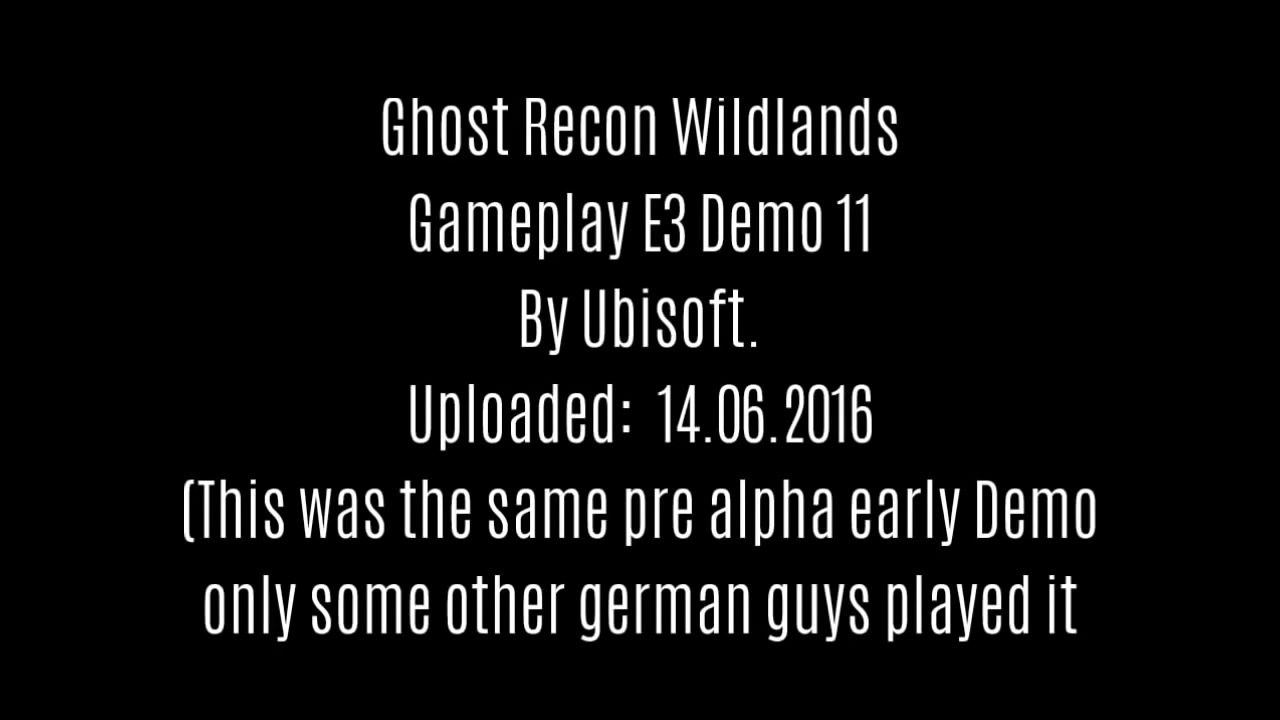 Ghost Recon Wildlands
Gameplay E3 Demo 11
By Ubisoft.
Uploaded: 14.06.2016
(This was the same pre alpha early Demo
only some other german guys played it